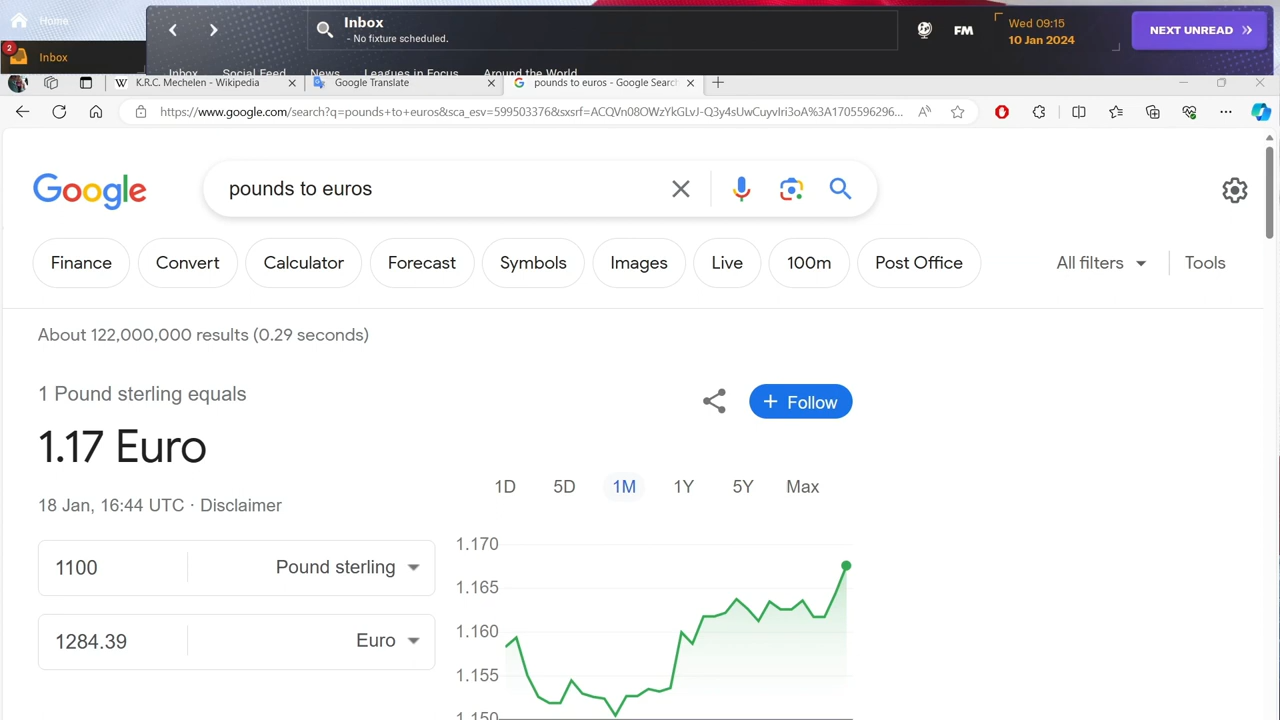 Home
Inbox
- No fixture scheduled.
FM
Wed 09:15
10 Jan 2024
NEXT UNREAD
2
Inbox
Inbox Social Feed News Leagues in Focus Around the World
K.R.C. Mechelen - Wikipedia
Google Translate
pounds to euros - Google Search
https://www.google.com/search?q=pounds+to+euros&sca_esv=599503376&sxsrf=ACQVn08OWzYkGLvJ-Q3y4sUwCuyvIri3oA%3A1705596296...
Google
pounds to euros
Finance
Convert
Calculator
Forecast
Symbols
Images
Live
100m
Post Office
All filters
Tools
About 122,000,000 results (0.29 seconds)
1 Pound sterling equals
1.17 Euro
+ Follow
18 Jan, 16:44 UTC · Disclaimer
1D 5D 1M 1Y 5Y Max
1100 Pound sterling
1284.39 Euro
1.170
1.165
1.160
1.155
1.150